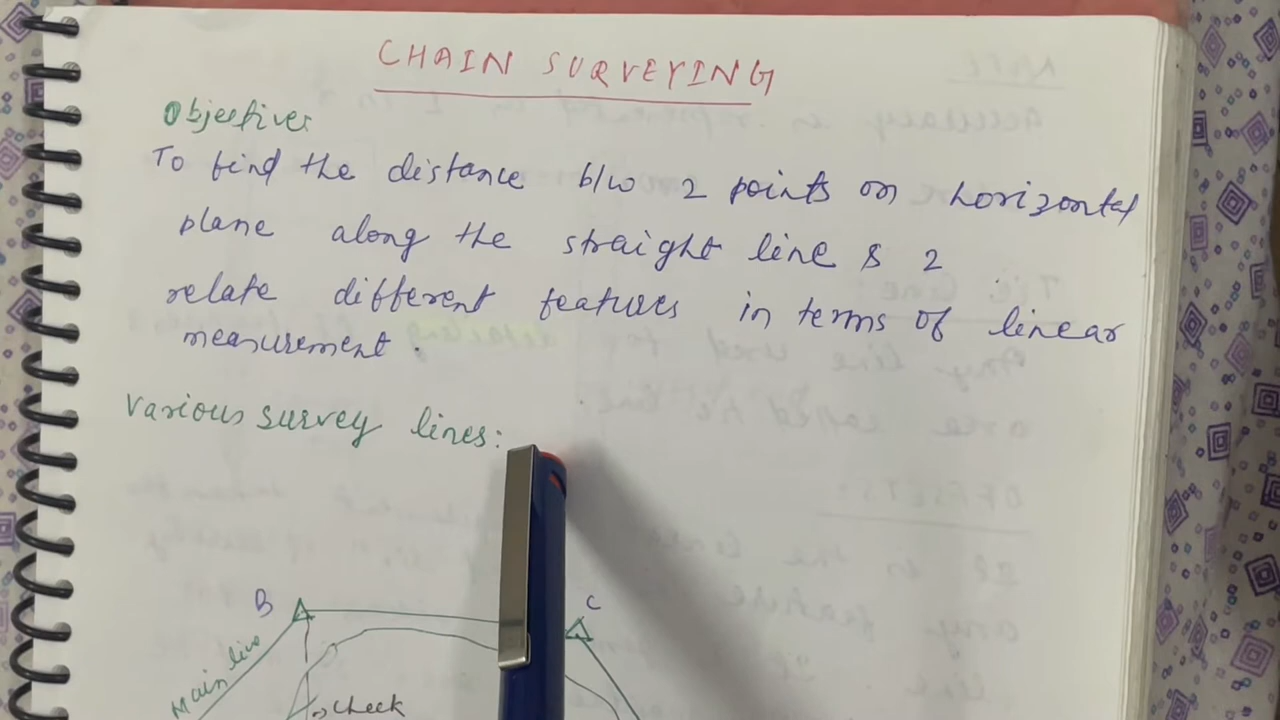 CHAIN SURVEYING
Objective:
To find the distance b/w 2 points on horizontal
plane along the straight line & 2
relate different features in terms of linear
measurement.
Various survey lines:
B
C
Main line
Check